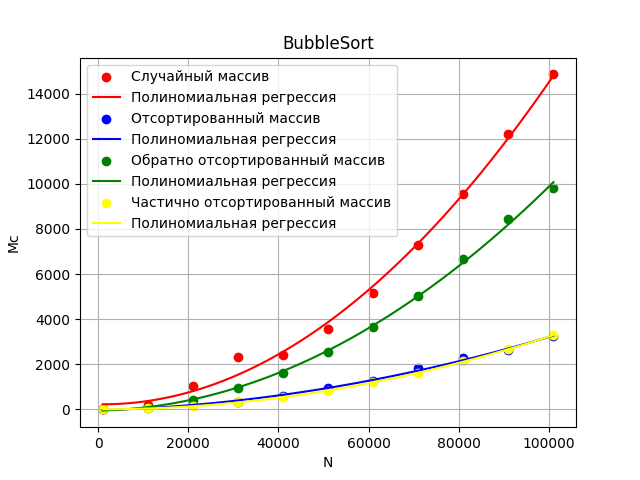 BubbleSort
Случайный массив
Полиномиальная регрессия
Отсортированный массив
Полиномиальная регрессия
Обратно отсортированный массив
Полиномиальная регрессия
Частично отсортированный массив
Полиномиальная регрессия
14000
12000
10000
8000
6000
4000
2000
0
Мс
0
20000
40000
60000
80000
100000
N